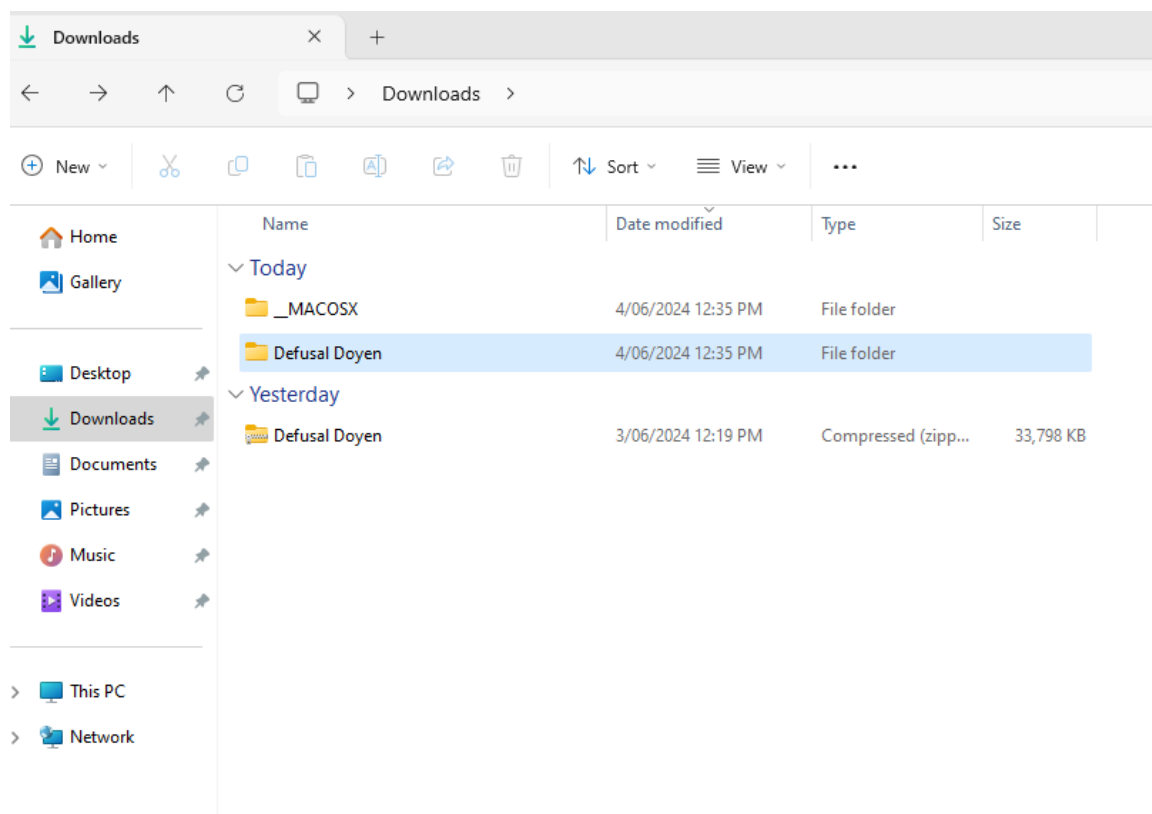 Downloads
Downloads
New Sort View
Name Date modified Type Size
Home
Gallery
Desktop
Downloads
Documents
Pictures
Music
Videos
This PC
Network
Today
__MACOSX 4/06/2024 12:35 PM File folder
Defusal Doyen 4/06/2024 12:35 PM File folder
Yesterday
Defusal Doyen 3/06/2024 12:19 PM Compressed (zipp... 33,798 KB